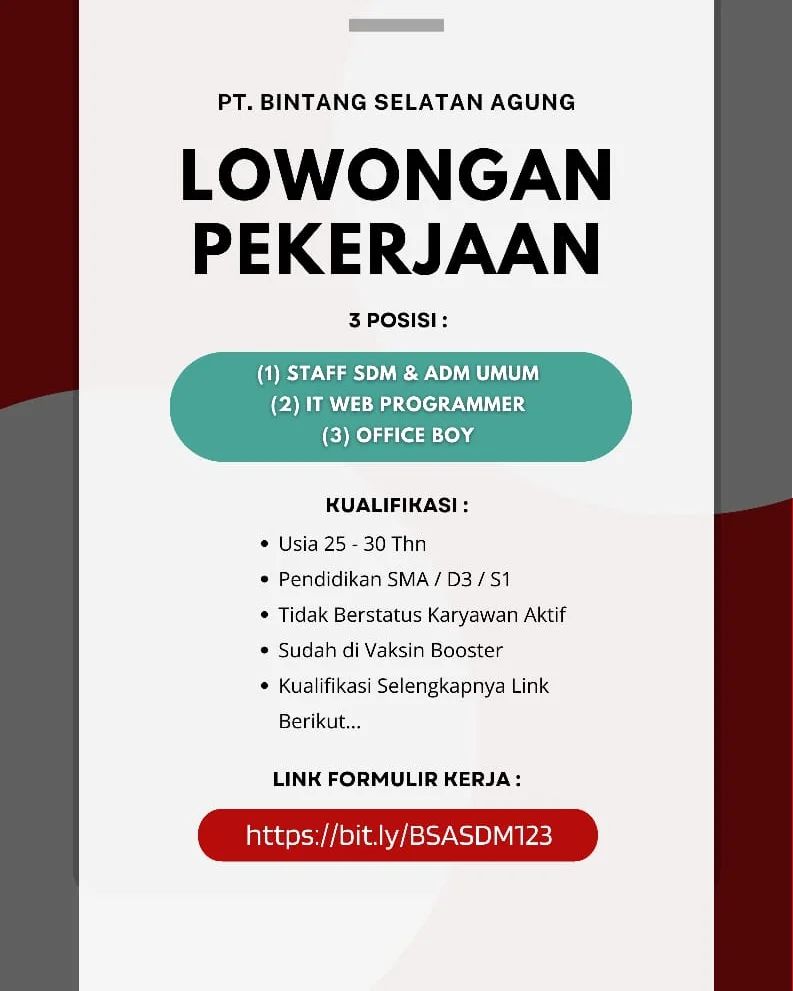 PT. BINTANG SELATAN AGUNG
LOWONGAN
PEKERJAAN
3 POSISI :
(1) STAFF SDM & ADM UMUM
(2) IT WEB PROGRAMMER
(3) OFFICE BOY
KUALIFIKASI :
• Usia 25 - 30 Thn
• Pendidikan SMA / D3 / S1
• Tidak Berstatus Karyawan Aktif
• Sudah di Vaksin Booster
• Kualifikasi Selengkapnya Link
Berikut...
LINK FORMULIR KERJA :
https://bit.ly/BSASDM123